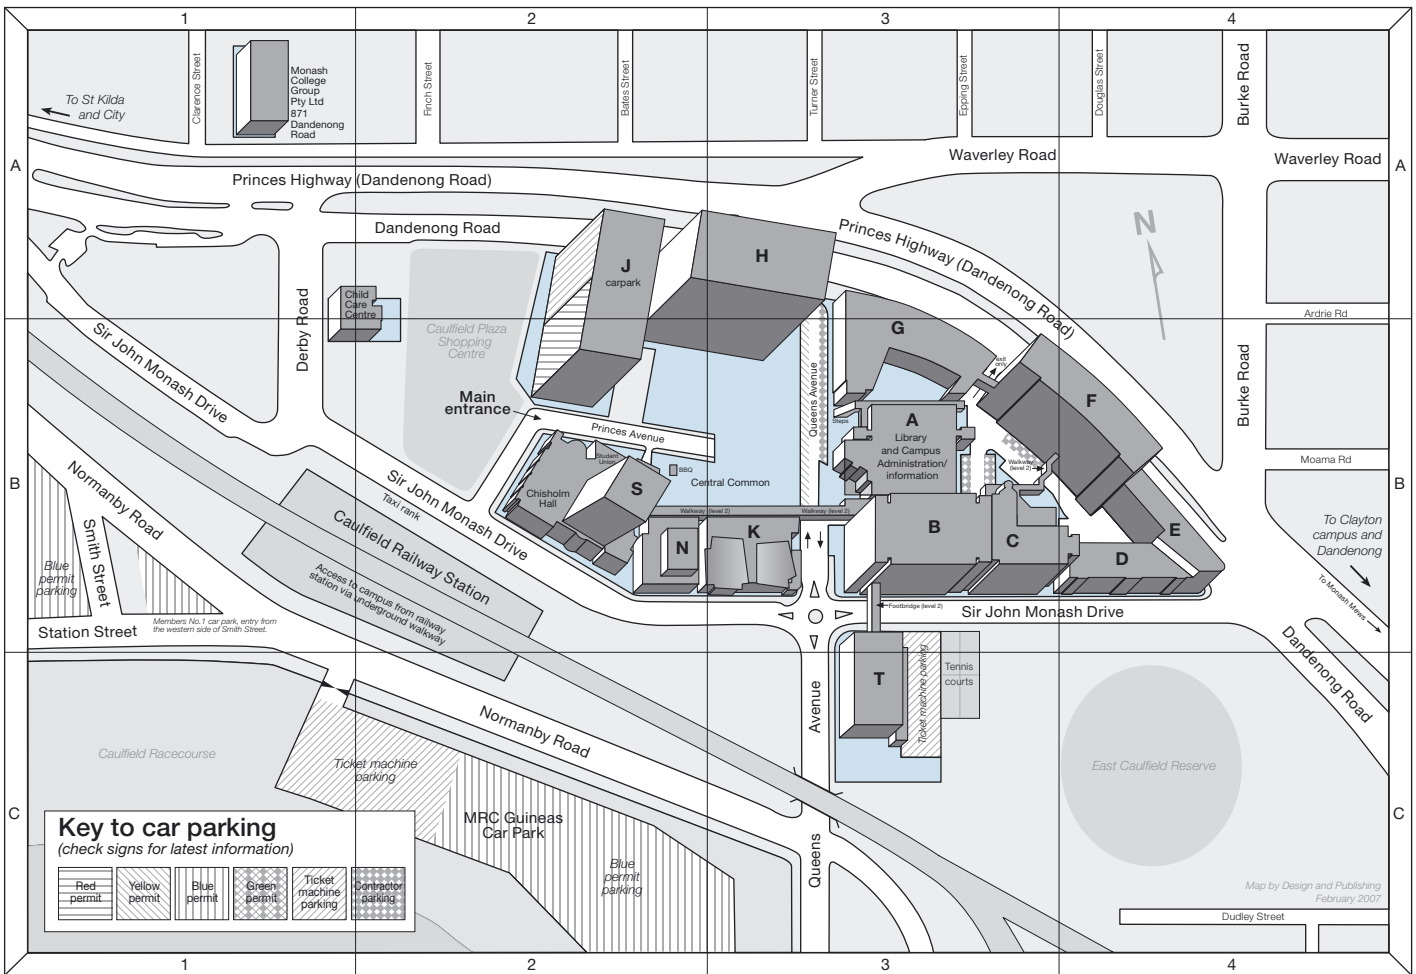 1
2
3
4
Clarence Street
Monash
College
Group
Pty Ltd
871
Dandenong
Road
Finch Street
Bates Street
Turner Street
Epping Street
Douglas Street
Burke Road
To St Kilda
and City
A
A
Waverley Road
Waverley Road
Princes Highway (Dandenong Road)
Dandenong Road
Princes Highway (Dandenong Road)
N
J
carpark
H
G
Child
Care
Centre
Derby Road
Caulfield Plaza
Shopping
Centre
Sir John Monash Drive
Ardrie Rd
Burke Road
exit
only
Main
entrance
Princes Avenue
Queens Avenue
Steps
A
Library
and Campus
Administration/
information
F
Walkway
(level 2)
Student
Union
BBQ
Central Common
Chisholm
Hall
S
Moama Rd
B
B
Normanby Road
Smith Street
Blue
permit
parking
Sir John Monash Drive
Taxi rank
Caulfield Railway Station
Access to campus from railway
station via underground walkway
Walkway (level 2)
Walkway (level 2)
N
K
B
C
D
E
To Clayton
campus and
Dandenong
To Monash Mews
Station Street
Members No.1 car park, entry from
the western side of Smith Street.
Footbridge (level 2)
Sir John Monash Drive
T
Ticket machine parking
Tennis
courts
Dandenong Road
Normanby Road
Avenue
Queens
Caulfield Racecourse
Ticket machine
parking
East Caulfield Reserve
C
C
MRC Guineas
Car Park
Blue
permit
parking
Key to car parking
(check signs for latest information)
Red
permit
Yellow
permit
Blue
permit
Green
permit
Ticket
machine
parking
Contractor
parking
Map by Design and Publishing
February 2007
Dudley Street
1
2
3
4